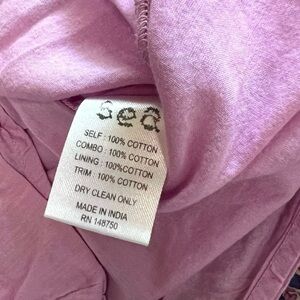 sea
SELF : 100% COTTON
COMBO : 100% COTTON
LINING : 100% COTTON
TRIM : 100% COTTON
DRY CLEAN ONLY
MADE IN INDIA
RN 148750